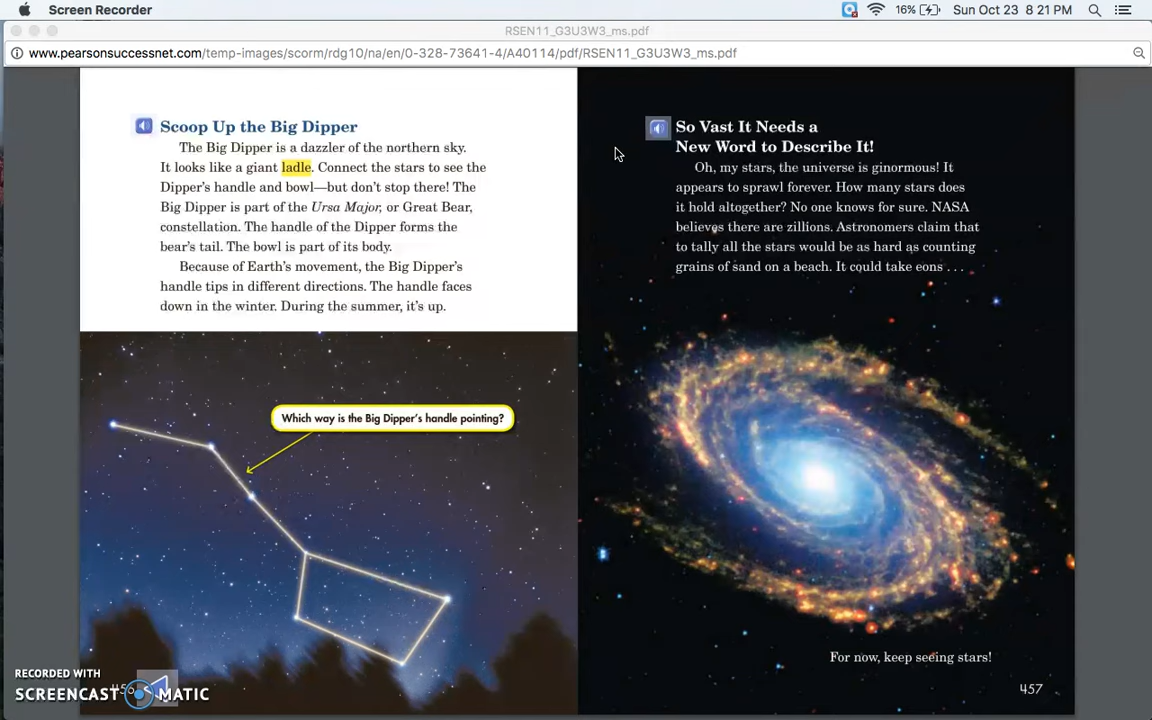 Screen Recorder
16%
Sun Oct 23 8:21 PM
RSEN11_G3U3W3_ms.pdf
www.pearsonsuccessnet.com/temp-images/scorm/rdg10/na/en/0-328-73641-4/A40114/pdf/RSEN11_G3U3W3_ms.pdf
Scoop Up the Big Dipper
The Big Dipper is a dazzler of the northern sky.
It looks like a giant ladle. Connect the stars to see the
Dipper's handle and bowl—but don't stop there! The
Big Dipper is part of the Ursa Major, or Great Bear,
constellation. The handle of the Dipper forms the
bear's tail. The bowl is part of its body.
Because of Earth's movement, the Big Dipper's
handle tips in different directions. The handle faces
down in the winter. During the summer, it's up.
Which way is the Big Dipper's handle pointing?
So Vast It Needs a
New Word to Describe It!
Oh, my stars, the universe is ginormous! It
appears to sprawl forever. How many stars does
it hold altogether? No one knows for sure. NASA
believes there are zillions. Astronomers claim that
to tally all the stars would be as hard as counting
grains of sand on a beach. It could take eons . . .
For now, keep seeing stars!
457
RECORDED WITH
SCREENCAST MATIC